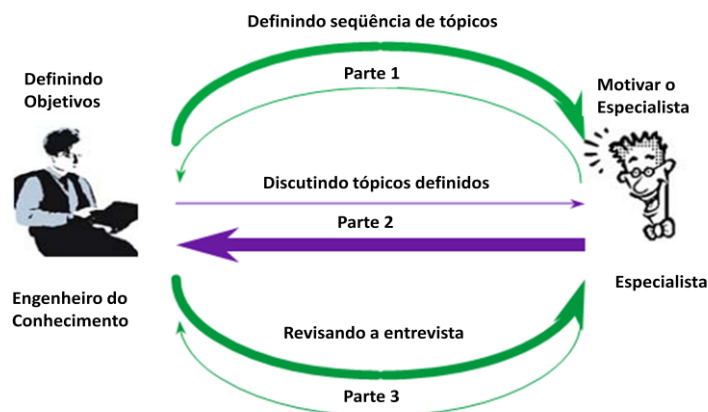 Definindo seqüência de tópicos
Parte 1
Definindo
Objetivos
Motivar o
Especialista
Discutindo tópicos definidos
Parte 2
Engenheiro do
Conhecimento
Especialista
Revisando a entrevista
Parte 3